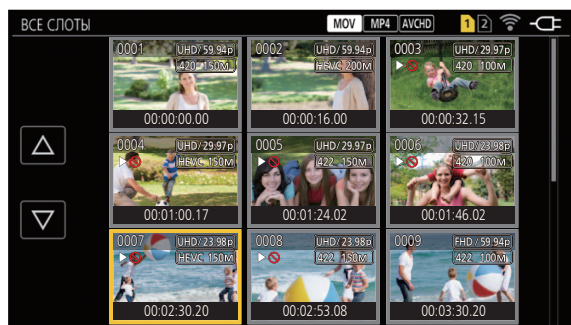 ВСЕ СЛОТЫ MOV MP4 AVCHD 1 2
0001 UHD/59.94p
420 150M
00:00:00.00
0002 UHD/59.94p
HEVC 200M
00:00:16.00
0003 UHD/29.97p
420 100M
00:00:32.15
0004 UHD/29.97p
HEVC 150M
00:01:00.17
0005 UHD/29.97p
422 150M
00:01:24.02
0006 UHD/23.98p
420 100M
00:01:46.02
0007 UHD/23.98p
HEVC 150M
00:02:30.20
0008 UHD/23.98p
422 150M
00:02:53.08
0009 FHD/59.94p
422 100M
00:03:30.20